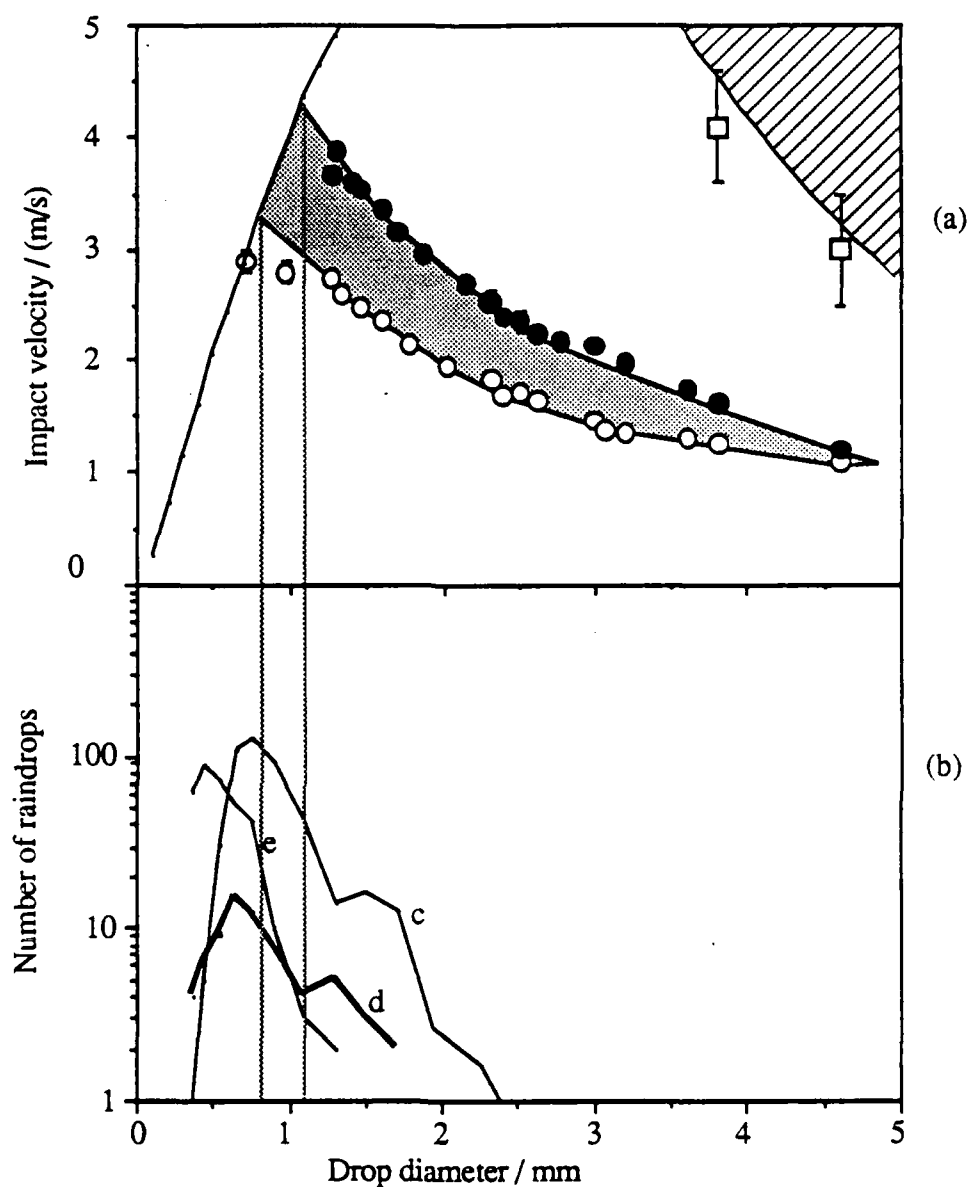 5
4
3
2
1
0
Impact velocity / (m/s)
(a)
100
10
1
Number of raindrops
(b)
e
c
d
0 1 2 3 4 5
Drop diameter / mm